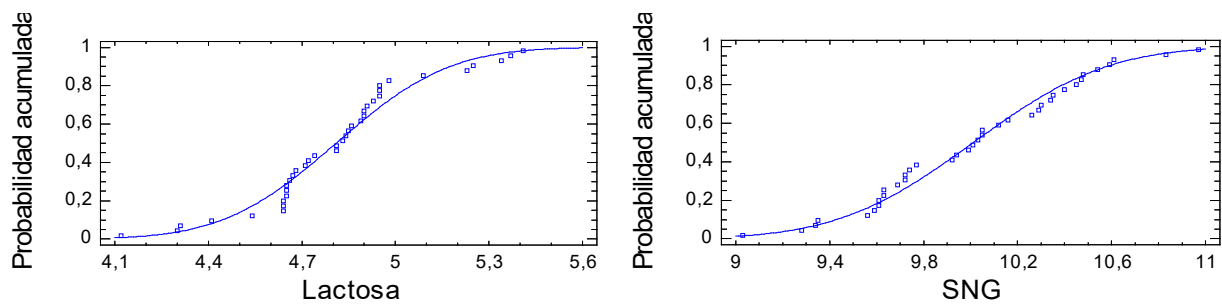 Probabilidad acumulada
1
0,8
0,6
0,4
0,2
0
4,1 4,4 4,7 5 5,3 5,6
Lactosa
Probabilidad acumulada
1
0,8
0,6
0,4
0,2
0
9 9,4 9,8 10,2 10,6 11
SNG